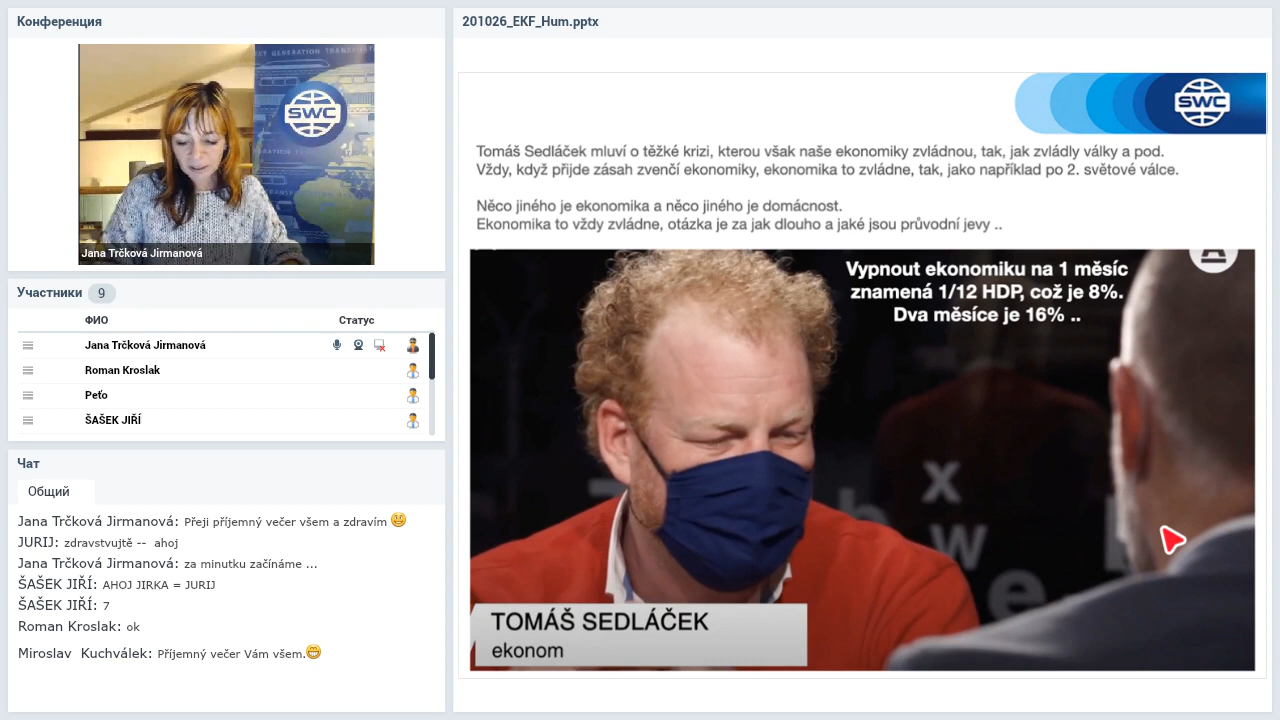 Конференция
Jana Trčková Jirmanová
Участники 9
ФИО Статус
Jana Trčková Jirmanová
Roman Kroslak
Peťo
ŠAŠEK JIŘÍ
Чат
Общий
Jana Trčková Jirmanová: Přeji příjemný večer všem a zdravím
JURIJ: zdravstvujtě -- ahoj
Jana Trčková Jirmanová: za minutku začínáme ...
ŠAŠEK JIŘÍ: AHOJ JIRKA = JURIJ
ŠAŠEK JIŘÍ: 7
Roman Kroslak: ok
Miroslav Kuchválek: Příjemný večer Vám všem.
201026_EKF_Hum.pptx
SWC
Tomáš Sedláček mluví o těžké krizi, kterou však naše ekonomiky zvládnou, tak, jak zvládly války a pod.
Vždy, když přijde zásah zvenčí ekonomiky, ekonomika to zvládne, tak, jako například po 2. světové válce.
Něco jiného je ekonomika a něco jiného je domácnost.
Ekonomika to vždy zvládne, otázka je za jak dlouho a jaké jsou průvodní jevy ..
Vypnout ekonomiku na 1 měsíc
znamená 1/12 HDP, což je 8%.
Dva měsíce je 16% ..
TOMÁŠ SEDLÁČEK
ekonom
SWC